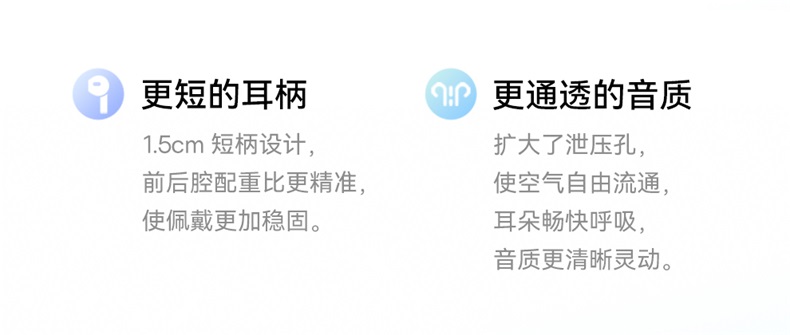 更短的耳柄
1.5cm 短柄设计，
前后腔配重比更精准，
使佩戴更加稳固。
更通透的音质
扩大了泄压孔，
使空气自由流通，
耳朵畅快呼吸，
音质更清晰灵动。